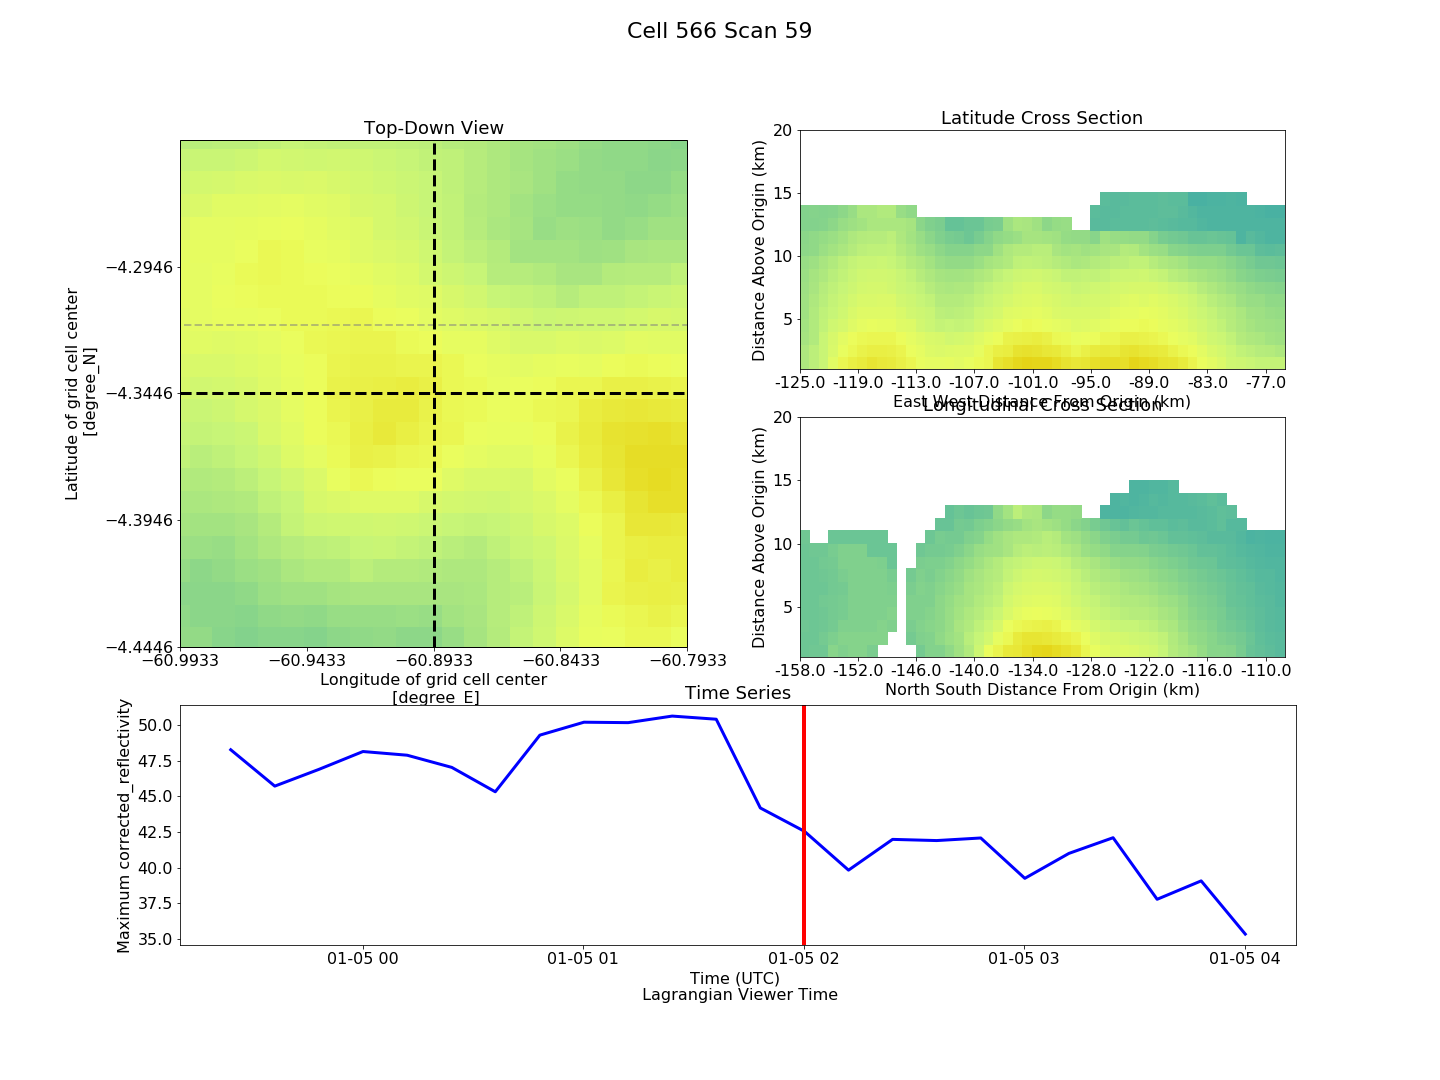 Cell 566 Scan 59
Top-Down View
Latitude of grid cell center
[degree_N]
−4.2946
−4.3446
−4.3946
−4.4446
−60.9933 −60.9433 −60.8933 −60.8433 −60.7933
Longitude of grid cell center
[degree_E]
Latitude Cross Section
Distance Above Origin (km)
20
15
10
5
-125.0 -119.0 -113.0 -107.0 -101.0 -95.0 -89.0 -83.0 -77.0
East West Distance From Origin (km)
Longitudinal Cross Section
Distance Above Origin (km)
20
15
10
5
-158.0 -152.0 -146.0 -140.0 -134.0 -128.0 -122.0 -116.0 -110.0
North South Distance From Origin (km)
Time Series
Maximum corrected_reflectivity
50.0
47.5
45.0
42.5
40.0
37.5
35.0
01-05 00 01-05 01 01-05 02 01-05 03 01-05 04
Time (UTC)
Lagrangian Viewer Time